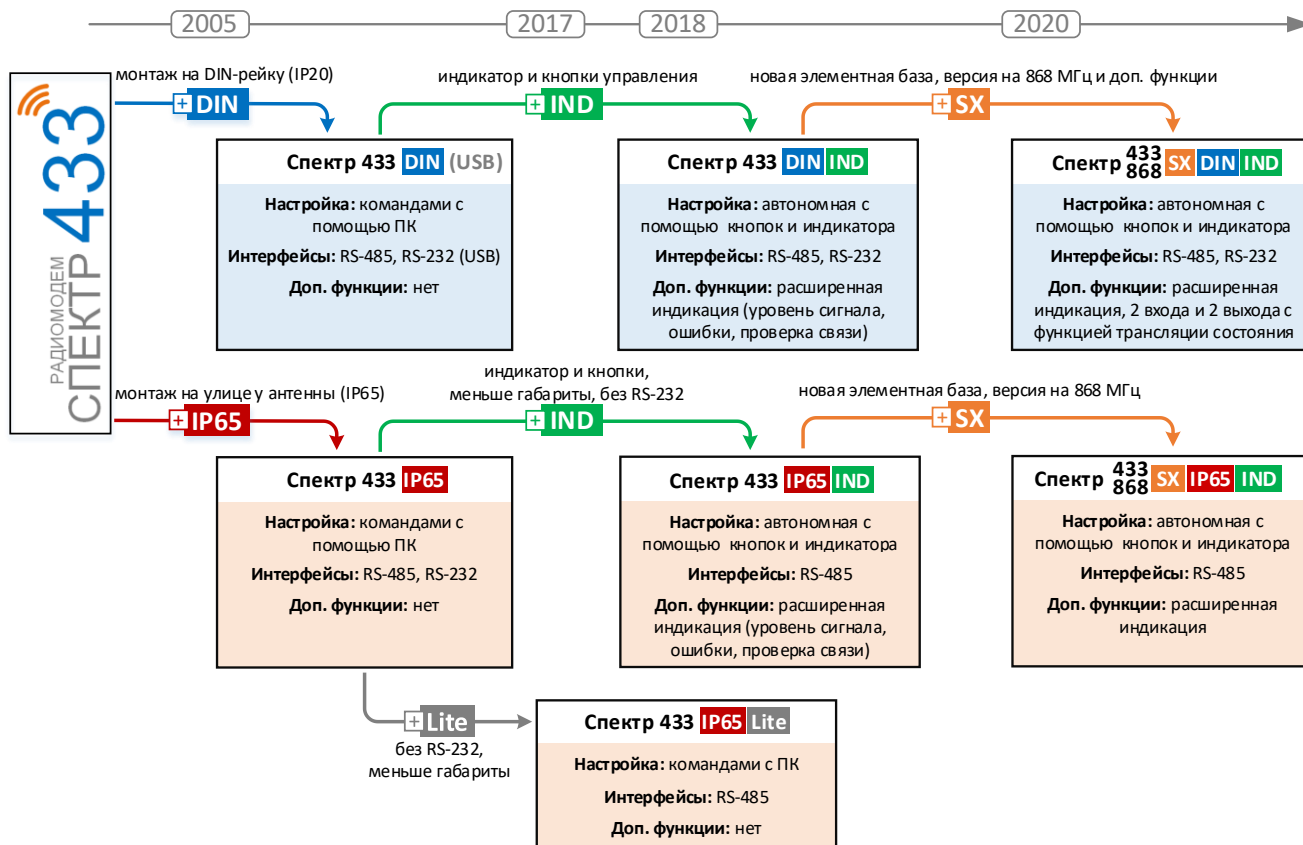 2005
2017
2018
2020
РАДИОМОДЕМ
СПЕКТР 433
монтаж на DIN-рейку (IP20)
+ DIN
индикатор и кнопки управления
+ IND
новая элементная база, версия на 868 МГц и доп. функции
+ SX
Спектр 433 DIN (USB)
Настройка: командами с
помощью ПК
Интерфейсы: RS-485, RS-232 (USB)
Доп. функции: нет
Спектр 433 DIN IND
Настройка: автономная с
помощью кнопок и индикатора
Интерфейсы: RS-485, RS-232
Доп. функции: расширенная
индикация (уровень сигнала,
ошибки, проверка связи)
Спектр 433 868 SX DIN IND
Настройка: автономная с
помощью кнопок и индикатора
Интерфейсы: RS-485, RS-232
Доп. функции: расширенная
индикация, 2 входа и 2 выхода с
функцией трансляции состояния
монтаж на улице у антенны (IP65)
+ IP65
индикатор и кнопки,
меньше габариты, без RS-232
+ IND
новая элементная база, версия на 868 МГц
+ SX
Спектр 433 IP65
Настройка: командами с
помощью ПК
Интерфейсы: RS-485, RS-232
Доп. функции: нет
Спектр 433 IP65 IND
Настройка: автономная с
помощью кнопок и индикатора
Интерфейсы: RS-485
Доп. функции: расширенная
индикация (уровень сигнала,
ошибки, проверка связи)
Спектр 433 868 SX IP65 IND
Настройка: автономная с
помощью кнопок и индикатора
Интерфейсы: RS-485
Доп. функции: расширенная
индикация
+ Lite
без RS-232,
меньше габариты
Спектр 433 IP65 Lite
Настройка: командами с ПК
Интерфейсы: RS-485
Доп. функции: нет